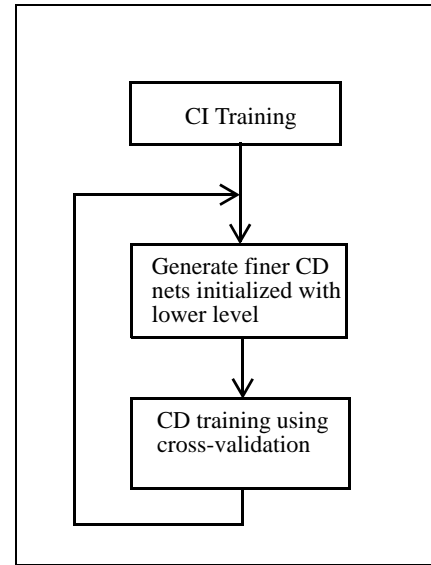 CI Training
Generate finer CD
nets initialized with
lower level
CD training using
cross-validation